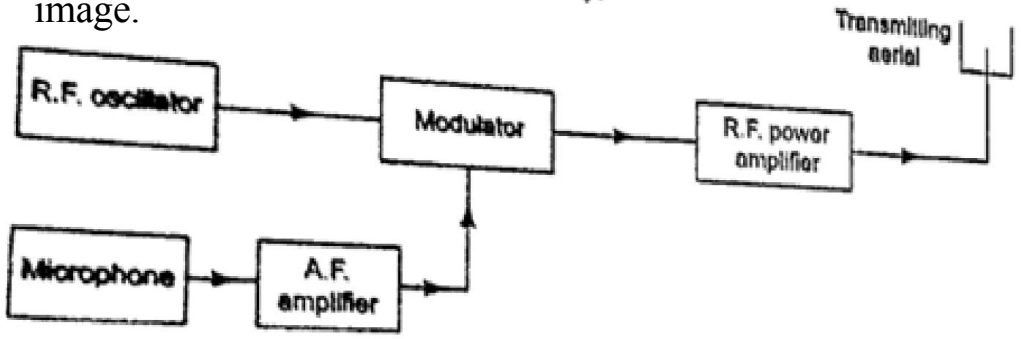 image.
Transmitting
aerial
R.F. oscillator
Modulator
R.F. power
amplifier
Microphone
A.F.
amplifier